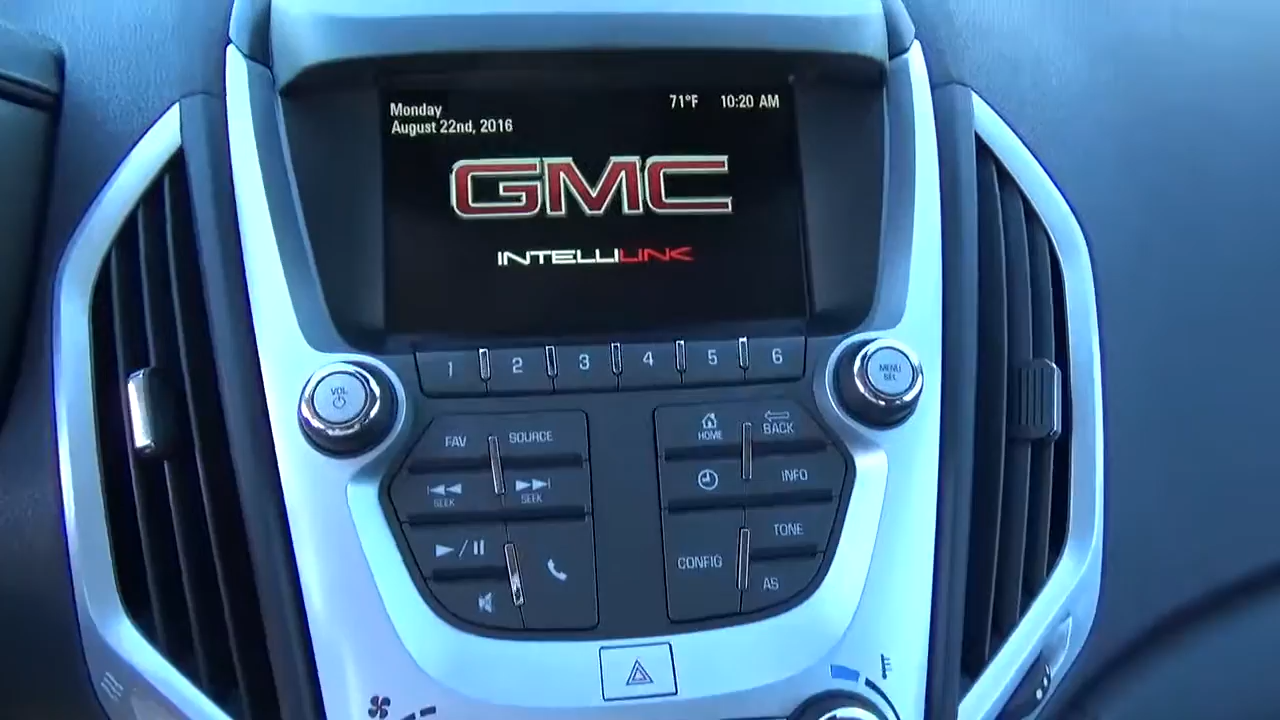 Monday
August 22nd, 2016
71°F 10:20 AM
GMC
INTELLILINK
1 2 3 4 5 6
VOL
MENU
SEL
FAV SOURCE
HOME BACK
SEEK SEEK
INFO
TONE
CONFIG
AS